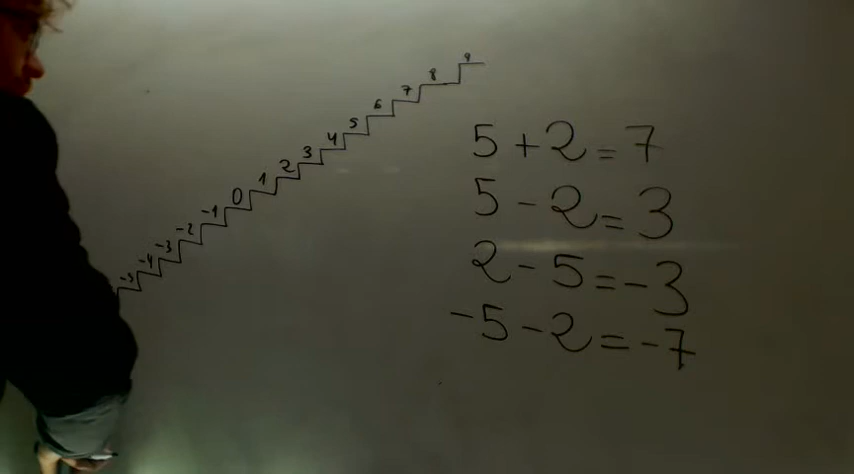 -5 -4 -3 -2 -1 0 1 2 3 4 5 6 7 8 9
5 + 2 = 7
5 - 2 = 3
2 - 5 = -3
-5 - 2 = -7